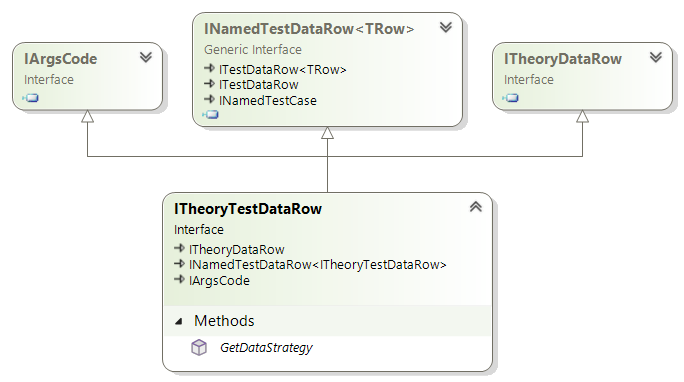 IArgsCode
Interface
INamedTestDataRow<TRow>
Generic Interface
ITestDataRow<TRow>
ITestDataRow
INamedTestCase
ITheoryDataRow
Interface
ITheoryTestDataRow
Interface
ITheoryDataRow
INamedTestDataRow<ITheoryTestDataRow>
IArgsCode
Methods
GetDataStrategy